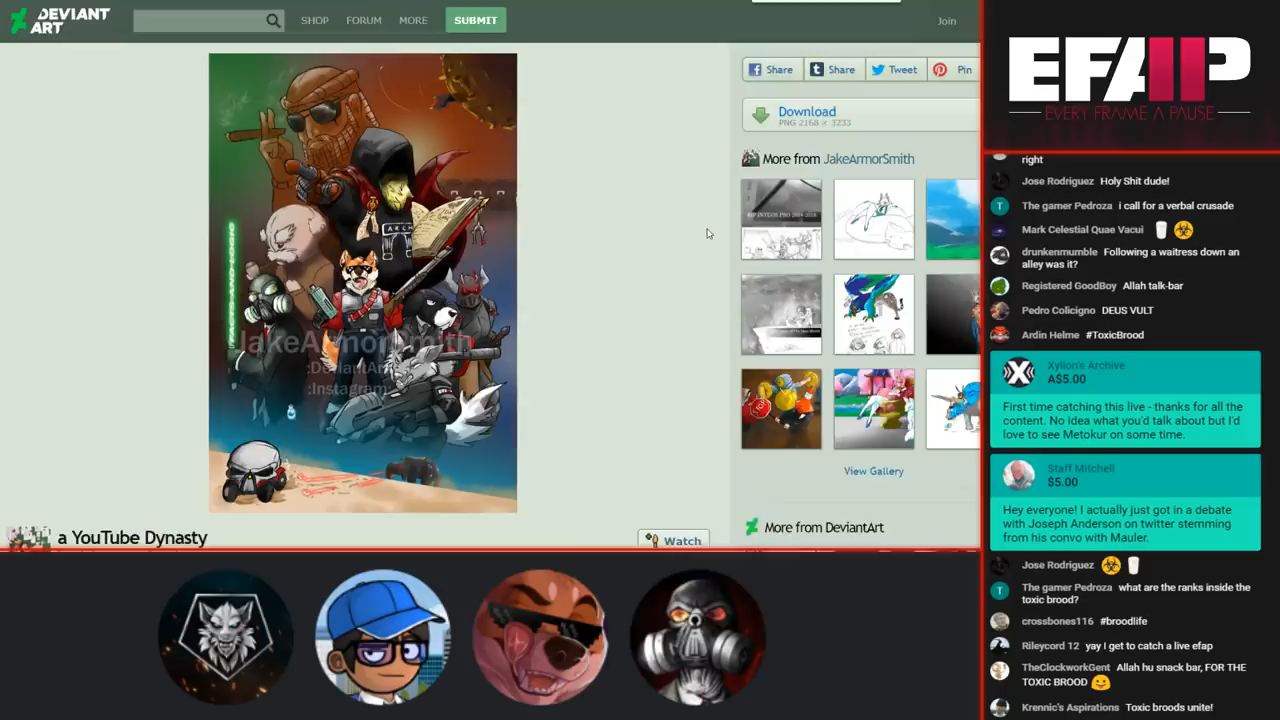 DEVIANT
ART
SHOP
FORUM
MORE
SUBMIT
Join
FACTS AND LOGIC
JakeArmorSmith
:DeviantArt:
:Instagram:
a YouTube Dynasty
Watch
Share
Share
Tweet
Pin
Download
PNG 2168 × 3233
More from JakeArmorSmith
View Gallery
More from DeviantArt
EFAP
EVERY FRAME A PAUSE
right
Jose Rodriguez Holy Shit dude!
T The gamer Pedroza i call for a verbal crusade
Mark Celestial Quae Vacui
drunkenmumble Following a waitress down an
alley was it?
Registered GoodBoy Allah talk-bar
Pedro Colicigno DEUS VULT
Ardin Helme #ToxicBrood
Xylion's Archive
A$5.00
First time catching this live - thanks for all the
content. No idea what you'd talk about but I'd
love to see Metokur on some time.
Staff Mitchell
$5.00
Hey everyone! I actually just got in a debate
with Joseph Anderson on twitter stemming
from his convo with Mauler.
Jose Rodriguez
T The gamer Pedroza what are the ranks inside the
toxic brood?
crossbones116 #broodlife
Rileycord 12 yay I get to catch a live efap
TheClockworkGent Allah hu snack bar, FOR THE
TOXIC BROOD
Krennic's Aspirations Toxic broods unite!